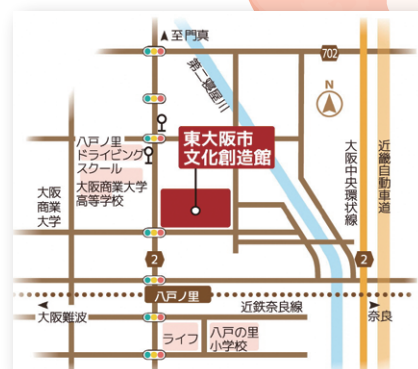 至門真
702
第二寝屋川
N
八戸ノ里
ドライビング
スクール
大阪商業大学
高等学校
東大阪市
文化創造館
大阪
商業
大学
大阪中央環状線
近畿自動車道
2
2
八戸ノ里
近鉄奈良線
大阪難波
奈良
ライフ
八戸の里
小学校